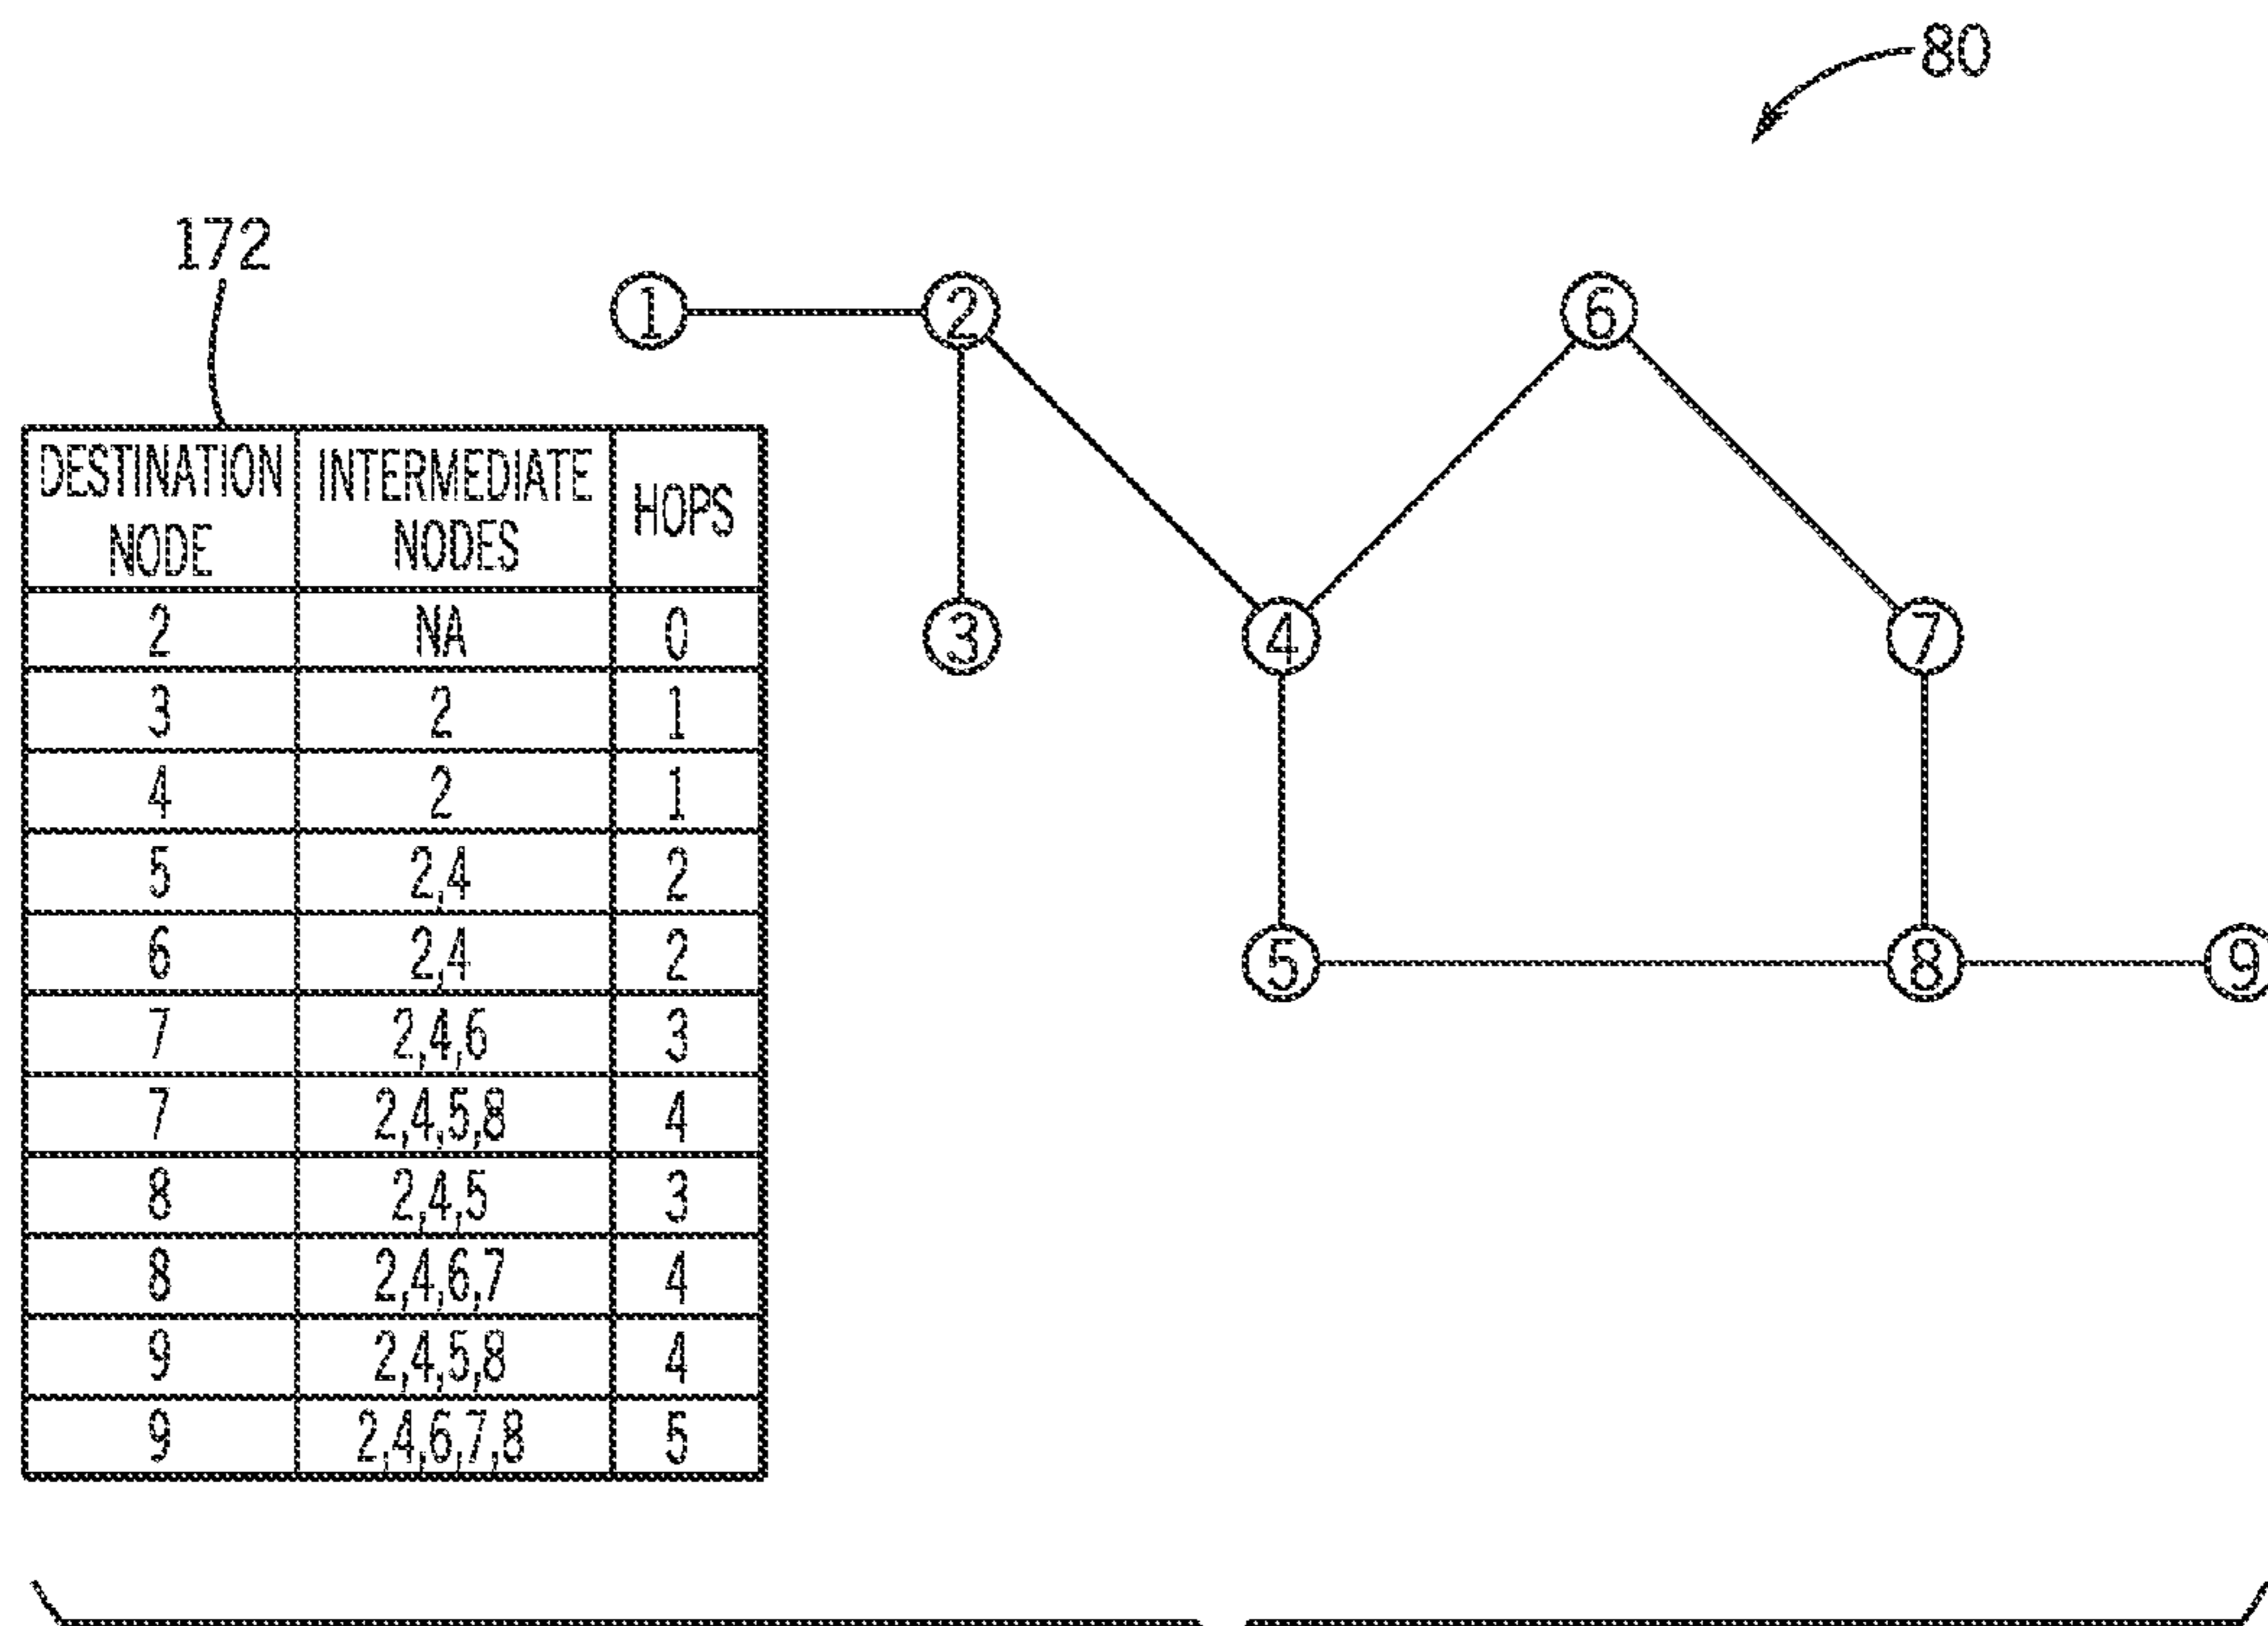 80
172
1
2
6
3
4
7
5
8
9
DESTINATION NODE INTERMEDIATE NODES HOPS
2 NA 0
3 2 1
4 2 1
5 2,4 2
6 2,4 2
7 2,4,6 3
7 2,4,5,8 4
8 2,4,5 3
8 2,4,6,7 4
9 2,4,5,8 4
9 2,4,6,7,8 5